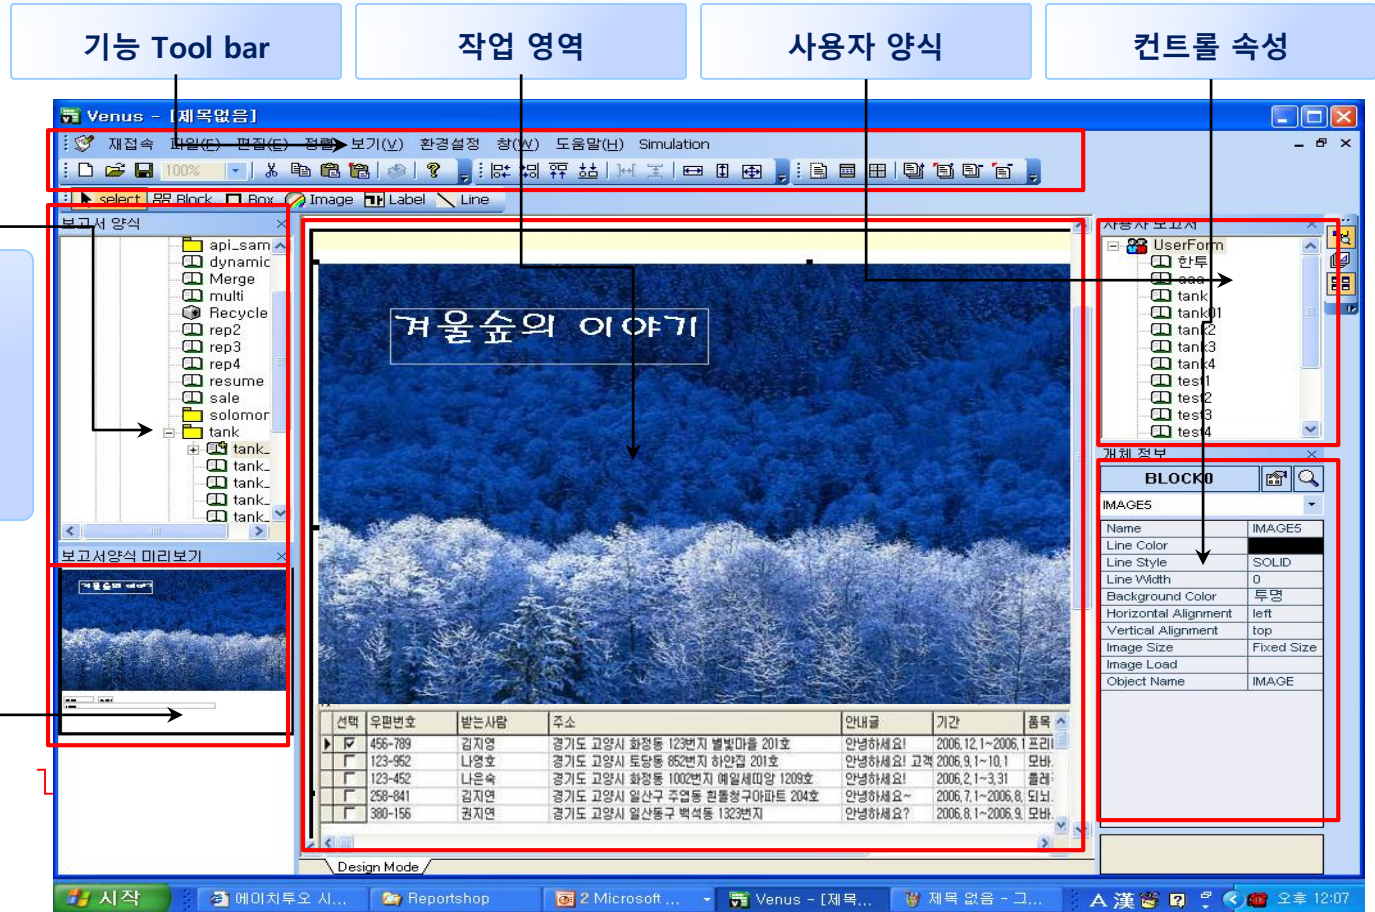 기능 Tool bar
작업 영역
사용자 양식
컨트롤 속성
Venus - [제목없음]
재접속 파일(F) 편집(E) 정렬 보기(V) 환경설정 창(W) 도움말(H) Simulation
100%
select Block Box Image Label Line
보고서 양식
api_sam
dynamic
Merge
multi
Recycle
rep2
rep3
rep4
resume
sale
solomor
tank
tank_
tank_
tank_
tank_
tank_
보고서양식 미리보기
겨울숲의 이야기
겨울숲의 이야기
선택 우편번호 받는사람 주소 안내글 기간 품목
456-789 김지영 경기도 고양시 화정동 123번지 별빛마을 201호 안녕하세요! 2006,12,1~2006,1 프리
123-952 나영호 경기도 고양시 토당동 852번지 하얀집 201호 안녕하세요! 고객 2006,9,1~10,1 모바
123-452 나은숙 경기도 고양시 화정동 1002번지 예일세띠앙 1209호 안녕하세요! 2006,2,1~3,31 플레
258-841 김지연 경기도 고양시 일산구 주엽동 흰돌청구아파트 204호 안녕하세요~ 2006,7,1~2006,8, 되뇌
380-156 권지연 경기도 고양시 일산동구 백석동 1323번지 안녕하세요? 2006,8,1~2006,9, 모바
Design Mode
사용자 보고서
UserForm
한투
aaa
tank
tank01
tank2
tank3
tank4
test1
test2
test3
test4
개체 정보
BLOCK0
IMAGE5
Name IMAGE5
Line Color
Line Style SOLID
Line Width 0
Background Color 투명
Horizontal Alignment left
Vertical Alignment top
Image Size Fixed Size
Image Load
Object Name IMAGE
시작 에이치투오 시... Reportshop 2 Microsoft ... Venus - [제목... 제목 없음 - 그... A 漢 오후 12:07